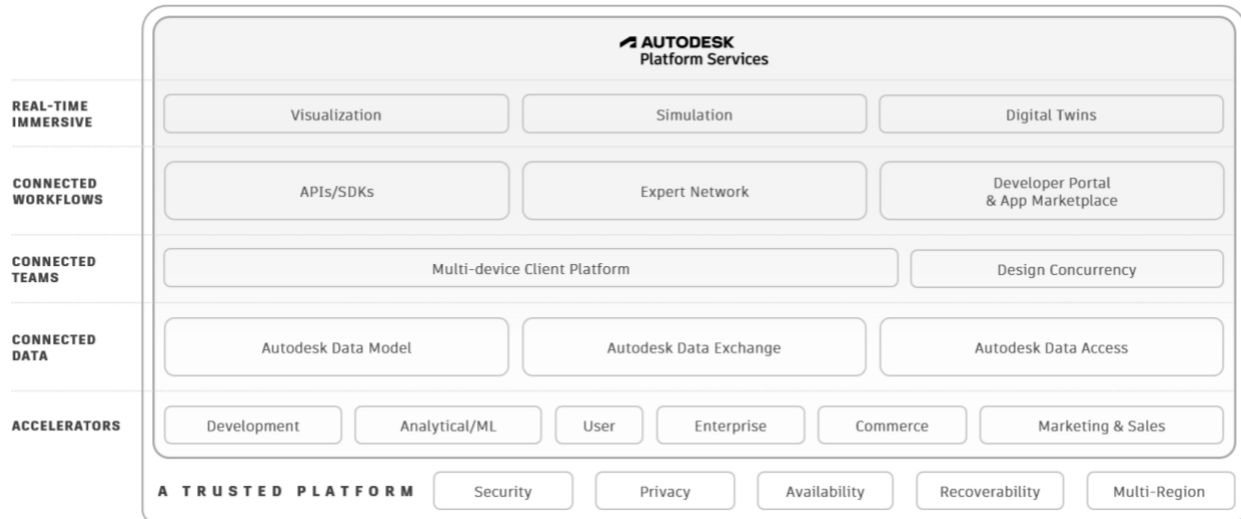 AUTODESK
Platform Services
REAL-TIME
IMMERSIVE
Visualization
Simulation
Digital Twins
CONNECTED
WORKFLOWS
APIs/SDKs
Expert Network
Developer Portal
& App Marketplace
CONNECTED
TEAMS
Multi-device Client Platform
Design Concurrency
CONNECTED
DATA
Autodesk Data Model
Autodesk Data Exchange
Autodesk Data Access
ACCELERATORS
Development
Analytical/ML
User
Enterprise
Commerce
Marketing & Sales
A TRUSTED PLATFORM
Security
Privacy
Availability
Recoverability
Multi-Region